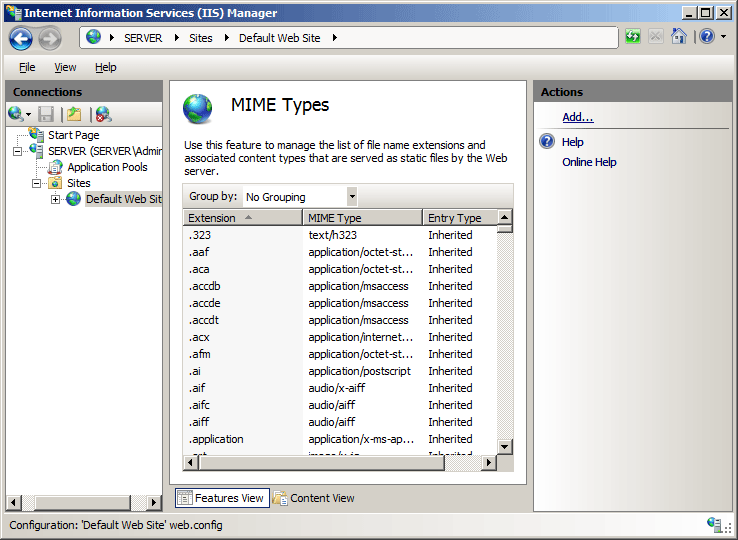 Internet Information Services (IIS) Manager
SERVER Sites Default Web Site
File View Help
Connections
Start Page
SERVER (SERVER\Admin
Application Pools
Sites
Default Web Sit
MIME Types
Use this feature to manage the list of file name extensions and
associated content types that are served as static files by the Web
server.
Group by: No Grouping
Extension MIME Type Entry Type
.323 text/h323 Inherited
.aaf application/octet-st... Inherited
.aca application/octet-st... Inherited
.accdb application/msaccess Inherited
.accde application/msaccess Inherited
.accdt application/msaccess Inherited
.acx application/internet... Inherited
.afm application/octet-st... Inherited
.ai application/postscript Inherited
.aif audio/x-aiff Inherited
.aifc audio/aiff Inherited
.aiff audio/aiff Inherited
.application application/x-ms-ap... Inherited
Features View Content View
Actions
Add...
Help
Online Help
Configuration: 'Default Web Site' web.config